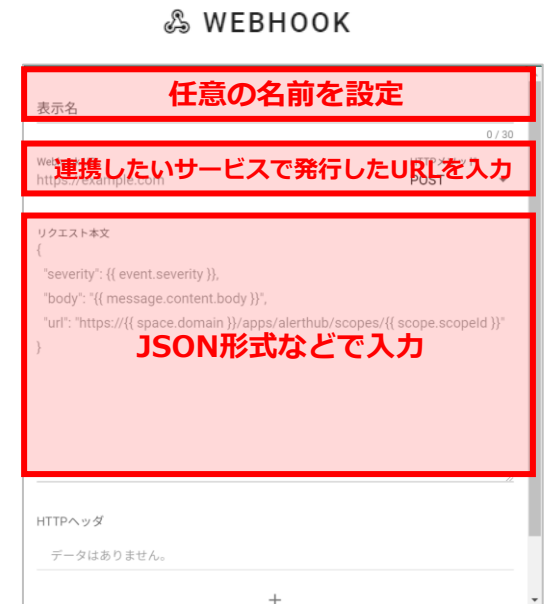 WEBHOOK
任意の名前を設定
表示名
0 / 30
連携したいサービスで発行したURLを入力
https://example.com
POST
リクエスト本文
{
"severity": {{ event.severity }},
"body": "{{ message.content.body }}",
"url": "https://{{ space.domain }}/apps/alerthub/scopes/{{ scope.scopeId }}"
}
JSON形式などで入力
HTTPヘッダ
データはありません。
+